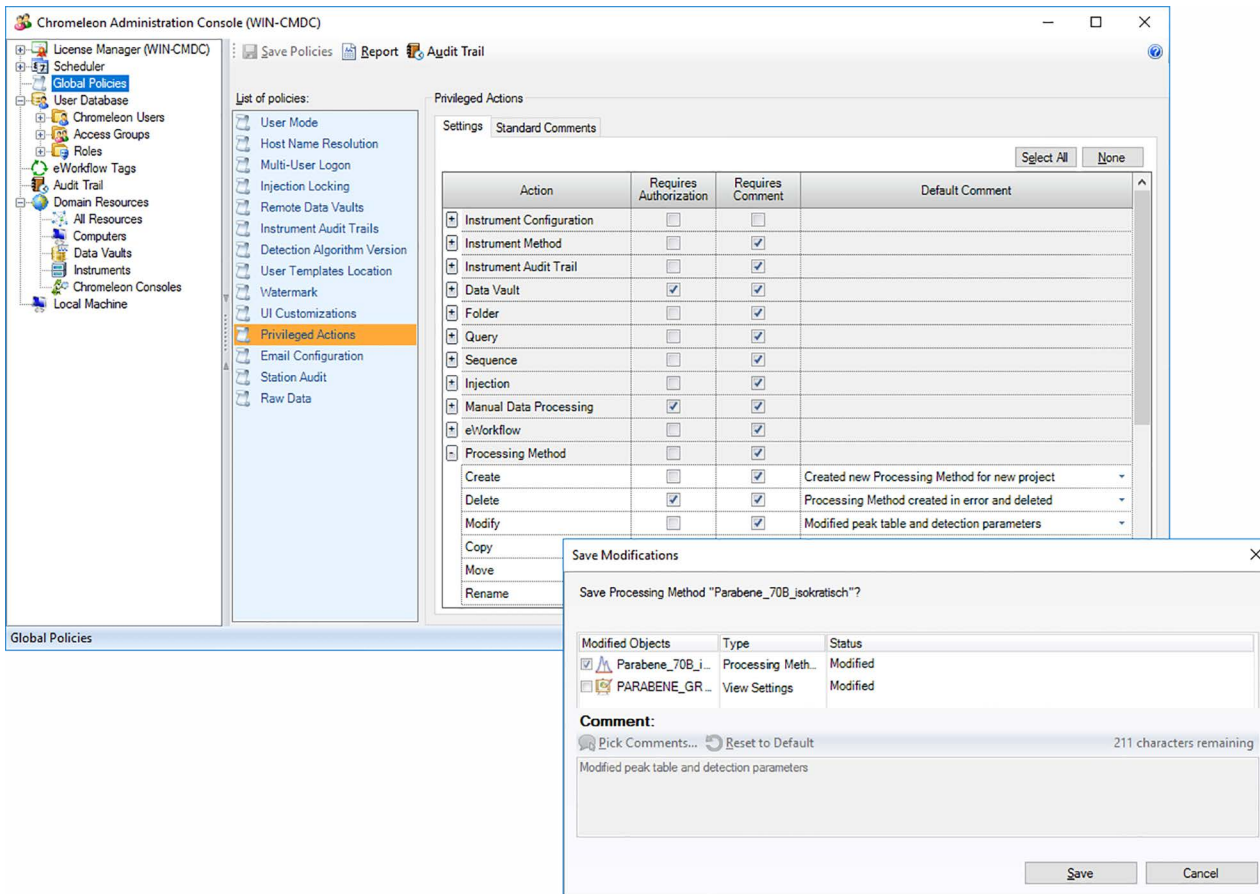 Chromeleon Administration Console (WIN-CMDC)
License Manager (WIN-CMDC)
Scheduler
Global Policies
User Database
Chromeleon Users
Access Groups
Roles
eWorkflow Tags
Audit Trail
Domain Resources
All Resources
Computers
Data Vaults
Instruments
Chromeleon Consoles
Local Machine
Save Policies Report Audit Trail
List of policies:
User Mode
Host Name Resolution
Multi-User Logon
Injection Locking
Remote Data Vaults
Instrument Audit Trails
Detection Algorithm Version
User Templates Location
Watermark
UI Customizations
Privileged Actions
Email Configuration
Station Audit
Raw Data
Privileged Actions
Settings Standard Comments
Select All None
Action Requires Authorization Requires Comment Default Comment
Instrument Configuration
Instrument Method
Instrument Audit Trail
Data Vault
Folder
Query
Sequence
Injection
Manual Data Processing
eWorkflow
Processing Method
Create Created new Processing Method for new project
Delete Processing Method created in error and deleted
Modify Modified peak table and detection parameters
Copy
Move
Rename
Global Policies
Save Modifications
Save Processing Method "Parabene_70B_isokratisch"?
Modified Objects Type Status
Parabene_70B_i... Processing Meth... Modified
PARABENE_GR... View Settings Modified
Comment:
Pick Comments... Reset to Default 211 characters remaining
Modified peak table and detection parameters
Save Cancel